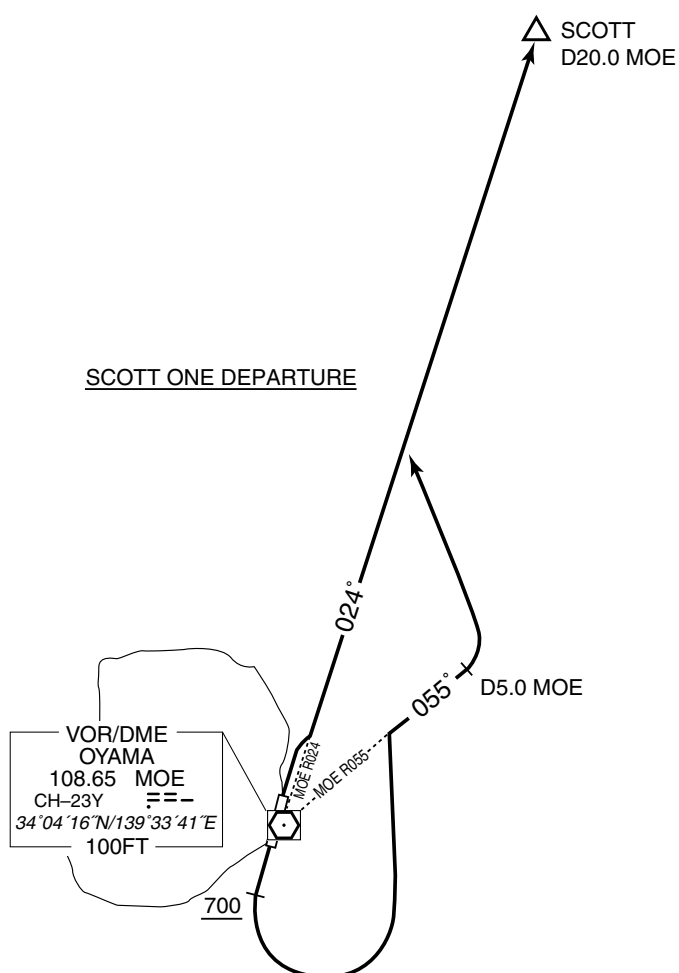 SCOTT
D20.0 MOE
SCOTT ONE DEPARTURE
024°
055°
D5.0 MOE
MOE R024
MOE R055
VOR/DME
OYAMA
108.65 MOE
CH–23Y
34°04´16˝N/139°33´41˝E
100FT
700